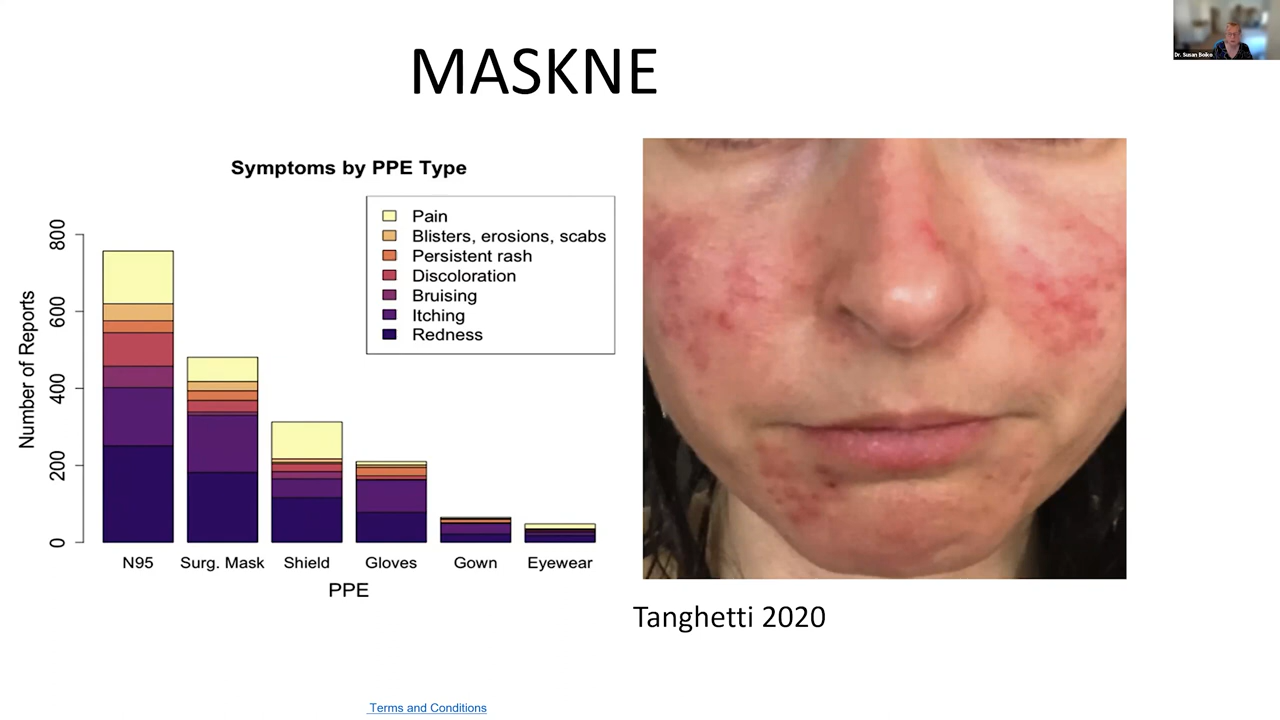 Dr. Susan Boiko
MASKNE
Symptoms by PPE Type
Pain
Blisters, erosions, scabs
Persistent rash
Discoloration
Bruising
Itching
Redness
Number of Reports
800
600
400
200
0
N95 Surg. Mask Shield Gloves Gown Eyewear
PPE
Tanghetti 2020
Terms and Conditions